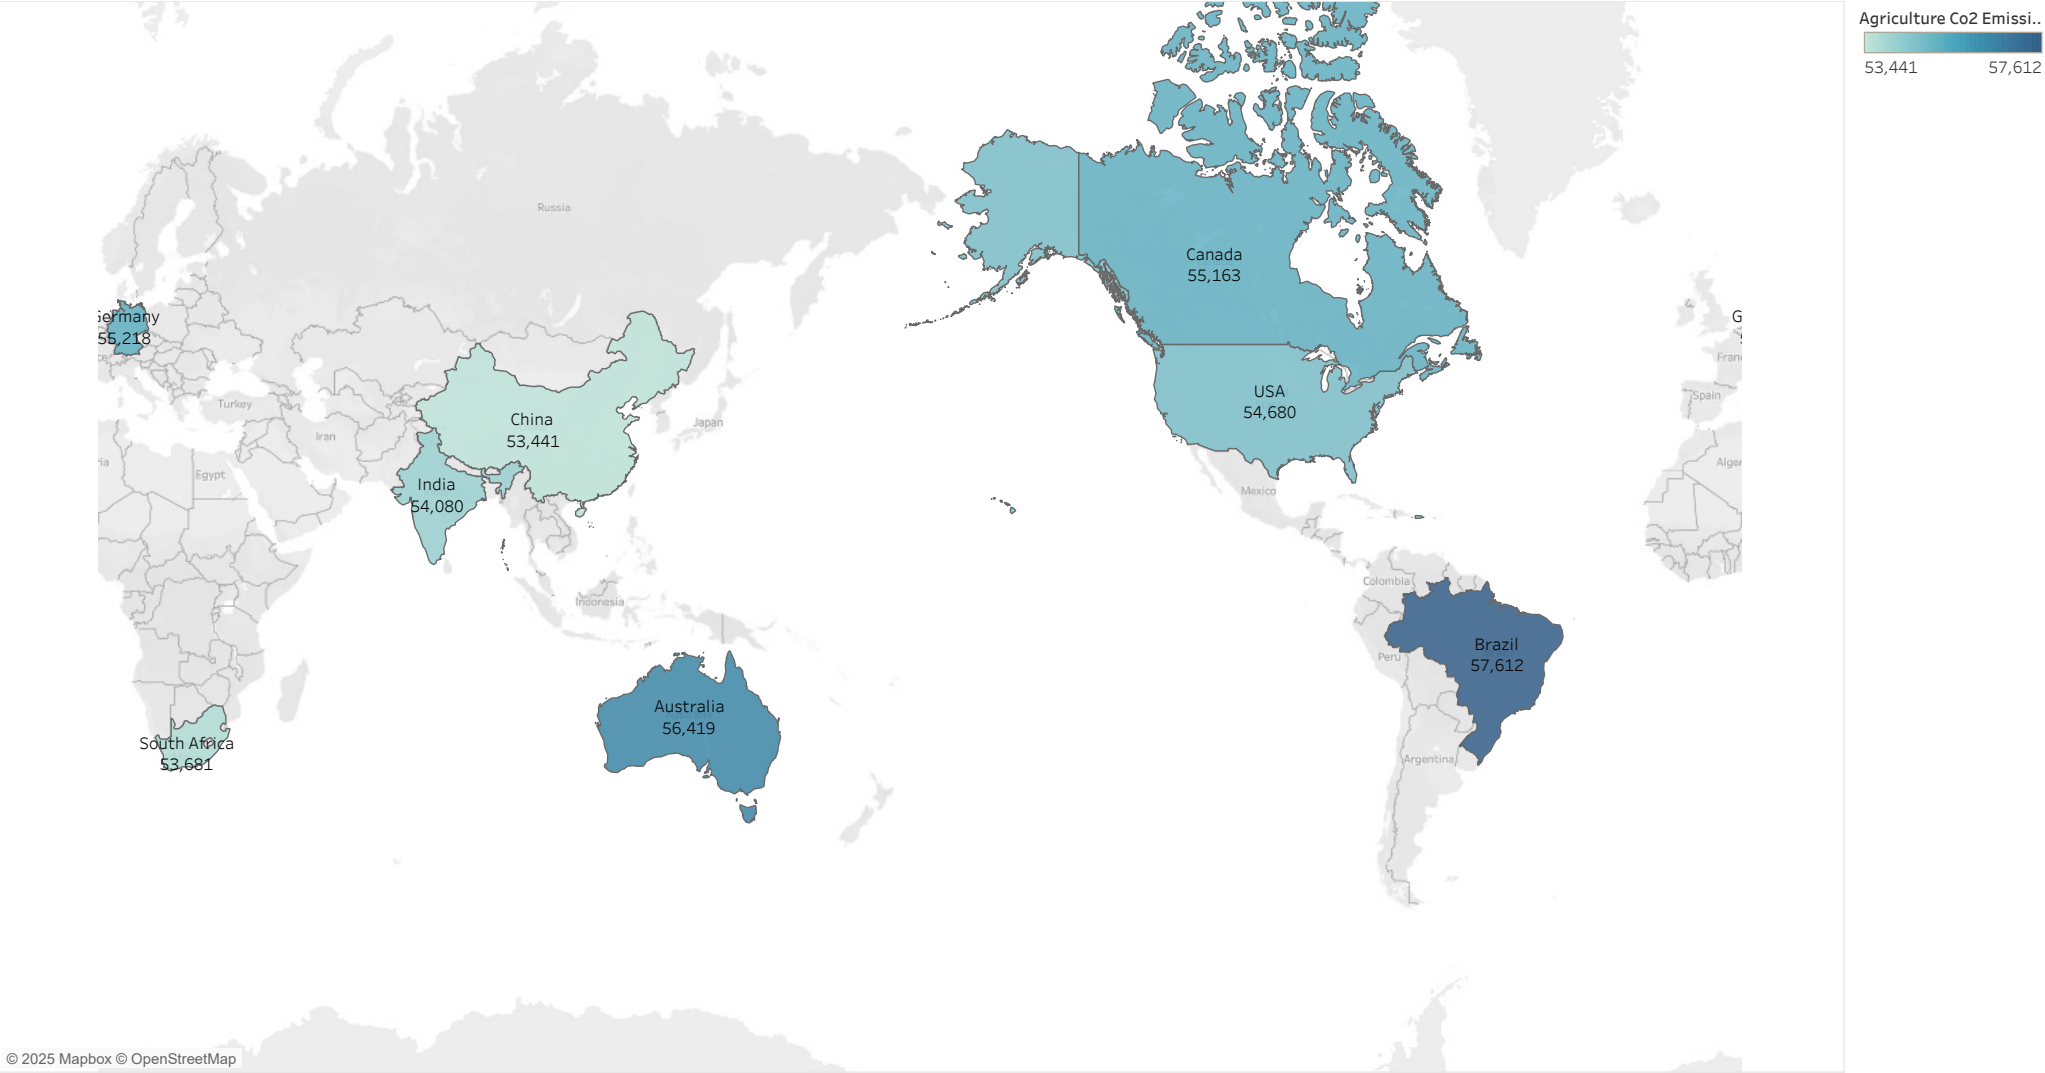 Agriculture Co2 Emissi..
53,441 57,612
Russia
Canada
55,163
Germany
55,218
G
France
Turkey
Spain
USA
54,680
China
53,441
Japan
Iran
Egypt
India
54,080
Mexico
Colombia
Indonesia
Brazil
57,612
Peru
Australia
56,419
South Africa
53,681
Argentina
© 2025 Mapbox © OpenStreetMap